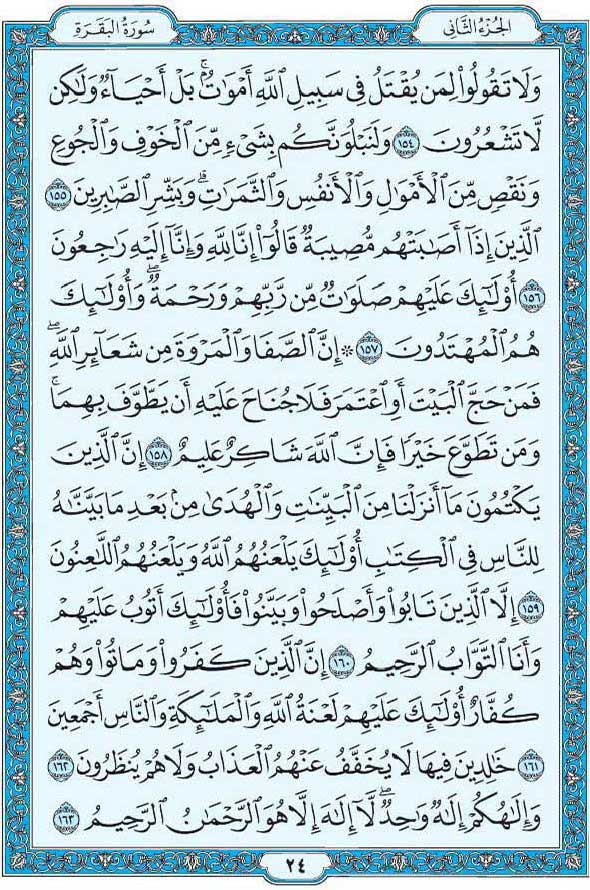 الجُزْءُ الثَّانِي
سُورَةُ البَقَرَةِ
وَلَا تَقُولُوا۟ لِمَن يُقْتَلُ فِى سَبِيلِ ٱللَّهِ أَمْوَٰتٌۢ ۚ بَلْ أَحْيَآءٌ وَلَٰكِن
لَّا تَشْعُرُونَ ١٥٤ وَلَنَبْلُوَنَّكُم بِشَىْءٍ مِّنَ ٱلْخَوْفِ وَٱلْجُوعِ
وَنَقْصٍ مِّنَ ٱلْأَمْوَٰلِ وَٱلْأَنفُسِ وَٱلثَّمَرَٰتِ ۗ وَبَشِّرِ ٱلصَّٰبِرِينَ ١٥٥
ٱلَّذِينَ إِذَآ أَصَٰبَتْهُم مُّصِيبَةٌ قَالُوٓا۟ إِنَّا لِلَّهِ وَإِنَّآ إِلَيْهِ رَٰجِعُونَ
١٥٦ أُو۟لَٰٓئِكَ عَلَيْهِمْ صَلَوَٰتٌ مِّن رَّبِّهِمْ وَرَحْمَةٌ ۖ وَأُو۟لَٰٓئِكَ
هُمُ ٱلْمُهْتَدُونَ ١٥٧ ۞ إِنَّ ٱلصَّفَا وَٱلْمَرْوَةَ مِن شَعَآئِرِ ٱللَّهِ ۖ
فَمَنْ حَجَّ ٱلْبَيْتَ أَوِ ٱعْتَمَرَ فَلَا جُنَاحَ عَلَيْهِ أَن يَطَّوَّفَ بِهِمَا ۚ
وَمَن تَطَوَّعَ خَيْرًا فَإِنَّ ٱللَّهَ شَاكِرٌ عَلِيمٌ ١٥٨ إِنَّ ٱلَّذِينَ
يَكْتُمُونَ مَآ أَنزَلْنَا مِنَ ٱلْبَيِّنَٰتِ وَٱلْهُدَىٰ مِنۢ بَعْدِ مَا بَيَّنَّٰهُ
لِلنَّاسِ فِى ٱلْكِتَٰبِ أُو۟لَٰٓئِكَ يَلْعَنُهُمُ ٱللَّهُ وَيَلْعَنُهُمُ ٱللَّٰعِنُونَ
١٥٩ إِلَّا ٱلَّذِينَ تَابُوا۟ وَأَصْلَحُوا۟ وَبَيَّنُوا۟ فَأُو۟لَٰٓئِكَ أَتُوبُ عَلَيْهِمْ
وَأَنَا ٱلتَّوَّابُ ٱلرَّحِيمُ ١٦٠ إِنَّ ٱلَّذِينَ كَفَرُوا۟ وَمَاتُوا۟ وَهُمْ
كُفَّارٌ أُو۟لَٰٓئِكَ عَلَيْهِمْ لَعْنَةُ ٱللَّهِ وَٱلْمَلَٰٓئِكَةِ وَٱلنَّاسِ أَجْمَعِينَ
١٦١ خَٰلِدِينَ فِيهَا لَا يُخَفَّفُ عَنْهُمُ ٱلْعَذَابُ وَلَا هُمْ يُنظَرُونَ ١٦٢
وَإِلَٰهُكُمْ إِلَٰهٌ وَٰحِدٌ ۖ لَّآ إِلَٰهَ إِلَّا هُوَ ٱلرَّحْمَٰنُ ٱلرَّحِيمُ ١٦٣
٢٤